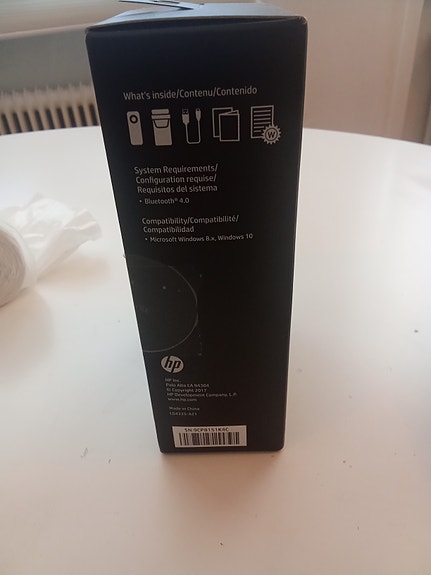 What's inside/Contenu/Contenido
System Requirements/
Configuration requise/
Requisitos del sistema
• Bluetooth® 4.0
Compatibility/Compatibilité/
Compatibilidad
• Microsoft Windows 8.x, Windows 10
hp
HP Inc.
Palo Alto CA 94304
© Copyright 2017
HP Development Company, L.P.
www.hp.com
Made in China